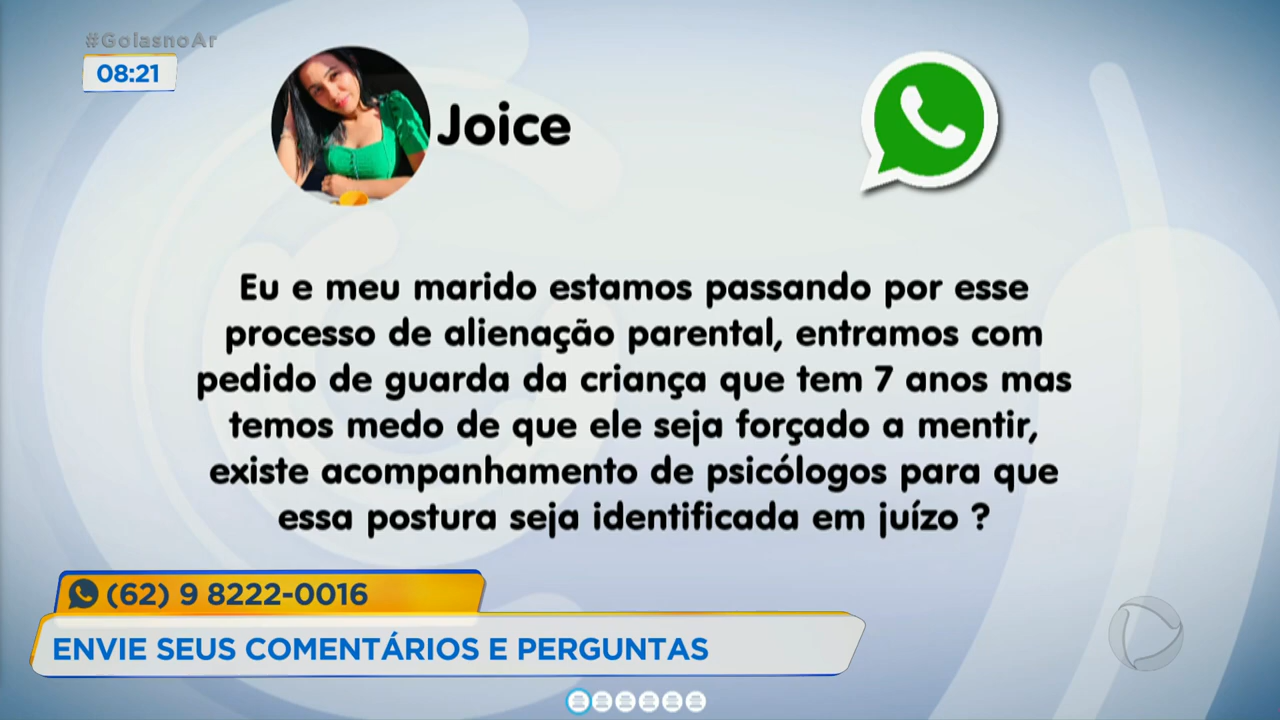 #GoIasnoAr
08:21
Joice
Eu e meu marido estamos passando por esse
processo de alienação parental, entramos com
pedido de guarda da criança que tem 7 anos mas
temos medo de que ele seja forçado a mentir,
existe acompanhamento de psicólogos para que
essa postura seja identificada em juízo ?
(62) 9 8222-0016
ENVIE SEUS COMENTÁRIOS E PERGUNTAS